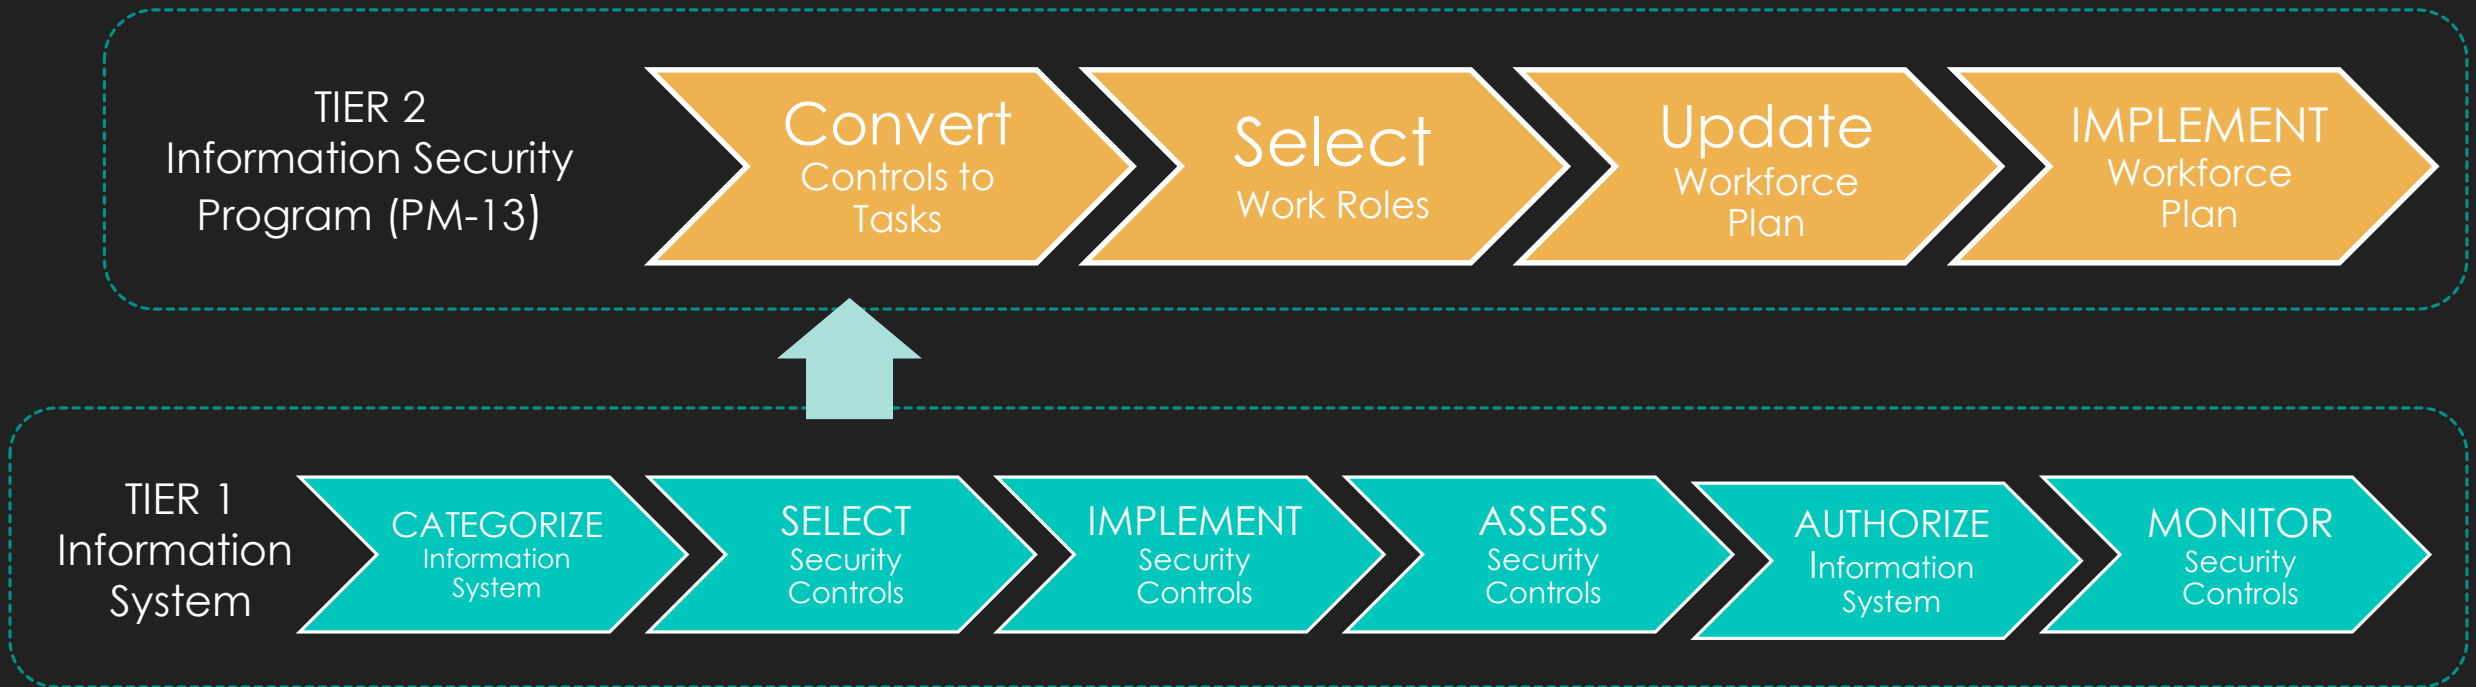 TIER 2
Information Security
Program (PM-13)
Convert
Controls to
Tasks
Select
Work Roles
Update
Workforce
Plan
IMPLEMENT
Workforce
Plan
TIER 1
Information
System
CATEGORIZE
Information
System
SELECT
Security
Controls
IMPLEMENT
Security
Controls
ASSESS
Security
Controls
AUTHORIZE
Information
System
MONITOR
Security
Controls